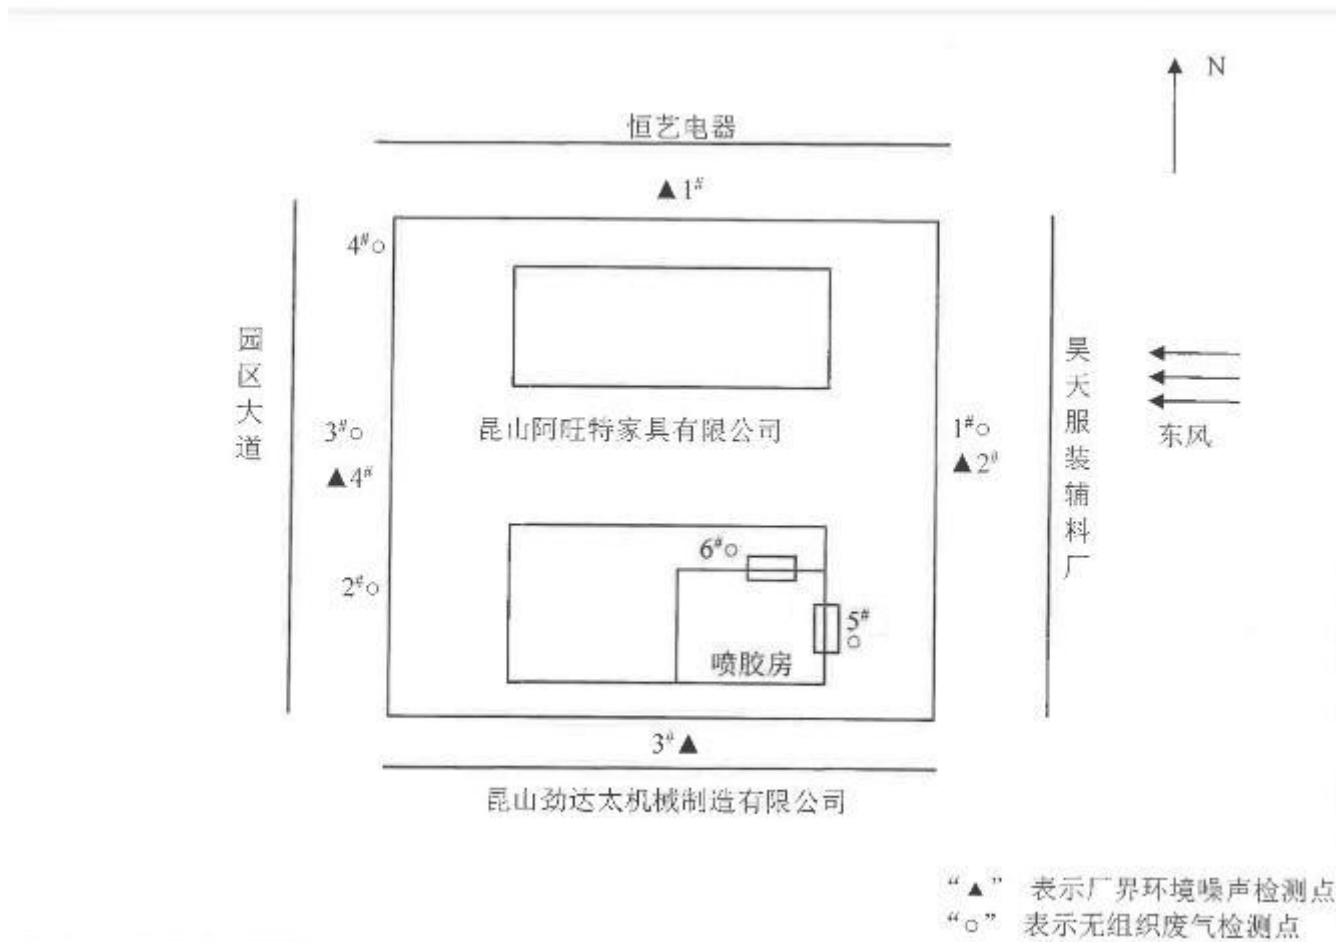 N
恒艺电器
▲1#
4#○
园区大道
昊天服装辅料厂
东风
3#○
昆山阿旺特家具有限公司
1#○
▲4#
▲2#
6#○
2#○
5#
○
喷胶房
3#▲
昆山劲达太机械制造有限公司
“▲” 表示厂界环境噪声检测点
“○” 表示无组织废气检测点